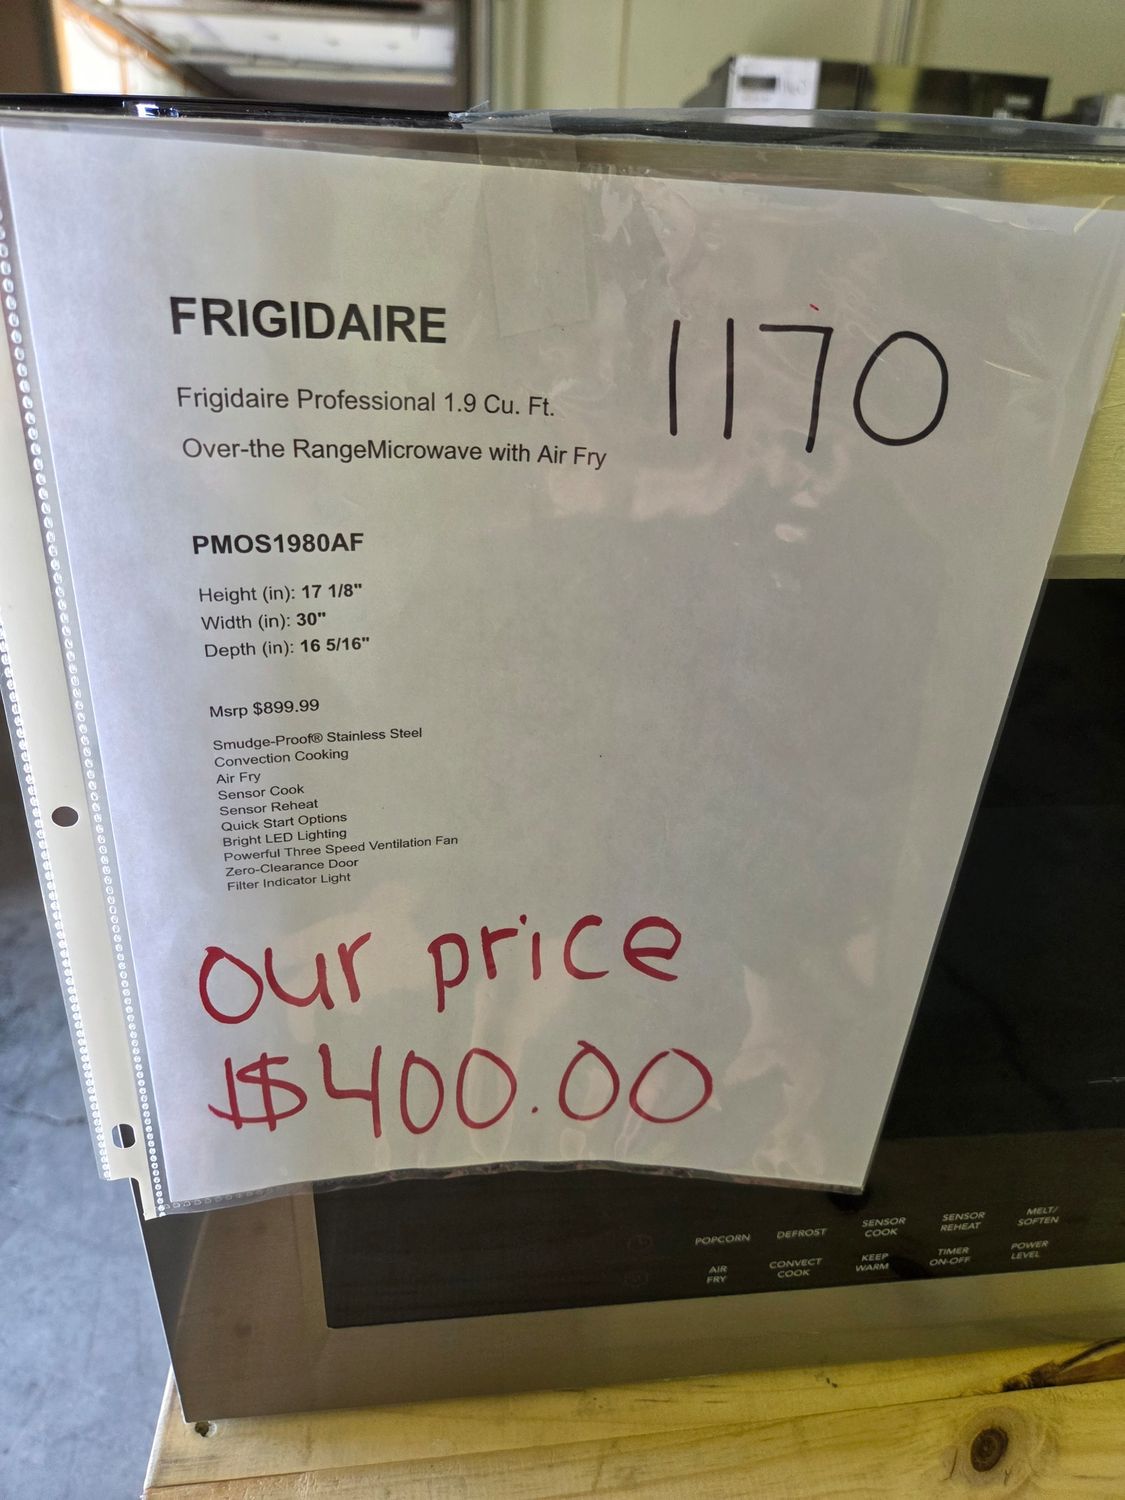 FRIGIDAIRE
1170
Frigidaire Professional 1.9 Cu. Ft.
Over-the RangeMicrowave with Air Fry
PMOS1980AF
Height (in): 17 1/8"
Width (in): 30"
Depth (in): 16 5/16"
Msrp $899.99
Smudge-Proof® Stainless Steel
Convection Cooking
Air Fry
Sensor Cook
Sensor Reheat
Quick Start Options
Bright LED Lighting
Powerful Three Speed Ventilation Fan
Zero-Clearance Door
Filter Indicator Light
Our price
$400.00
POPCORN DEFROST SENSOR COOK SENSOR REHEAT MELT/ SOFTEN
AIR FRY CONVECT COOK KEEP WARM TIMER ON-OFF POWER LEVEL